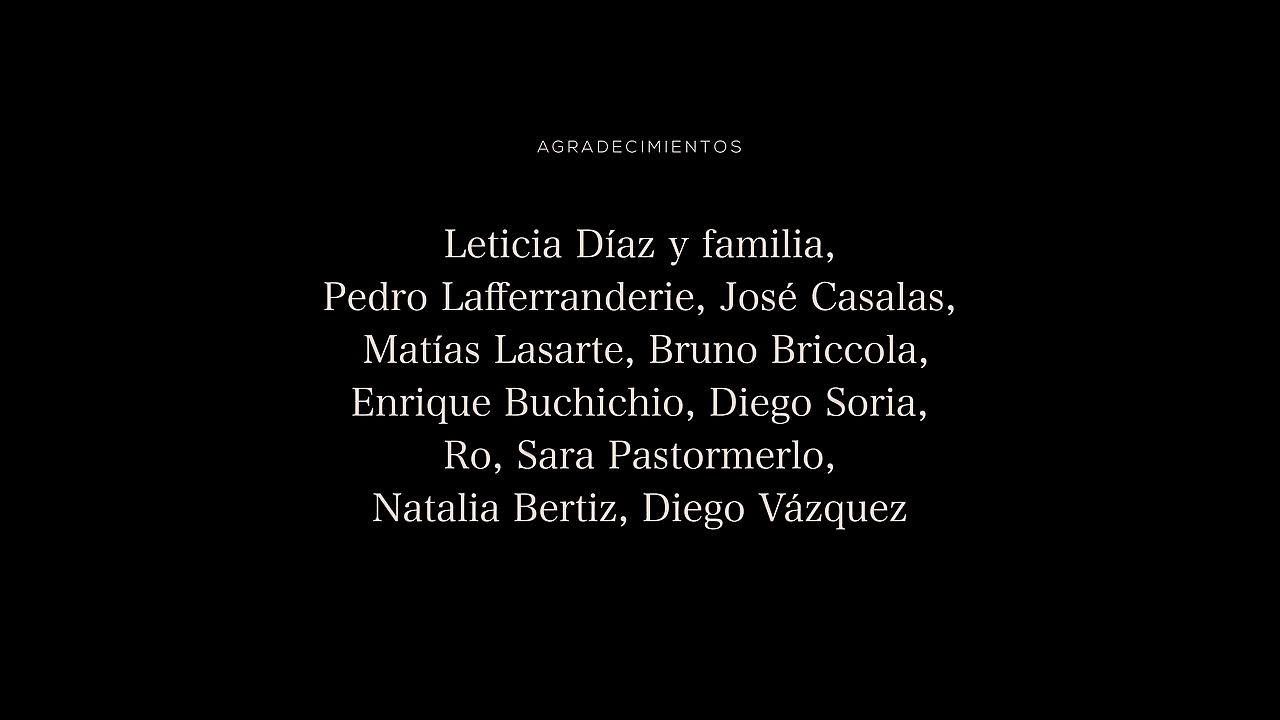 AGRADECIMIENTOS
Leticia Díaz y familia,
Pedro Lafferranderie, José Casalas,
Matías Lasarte, Bruno Briccola,
Enrique Buchichio, Diego Soria,
Ro, Sara Pastormerlo,
Natalia Bertiz, Diego Vázquez